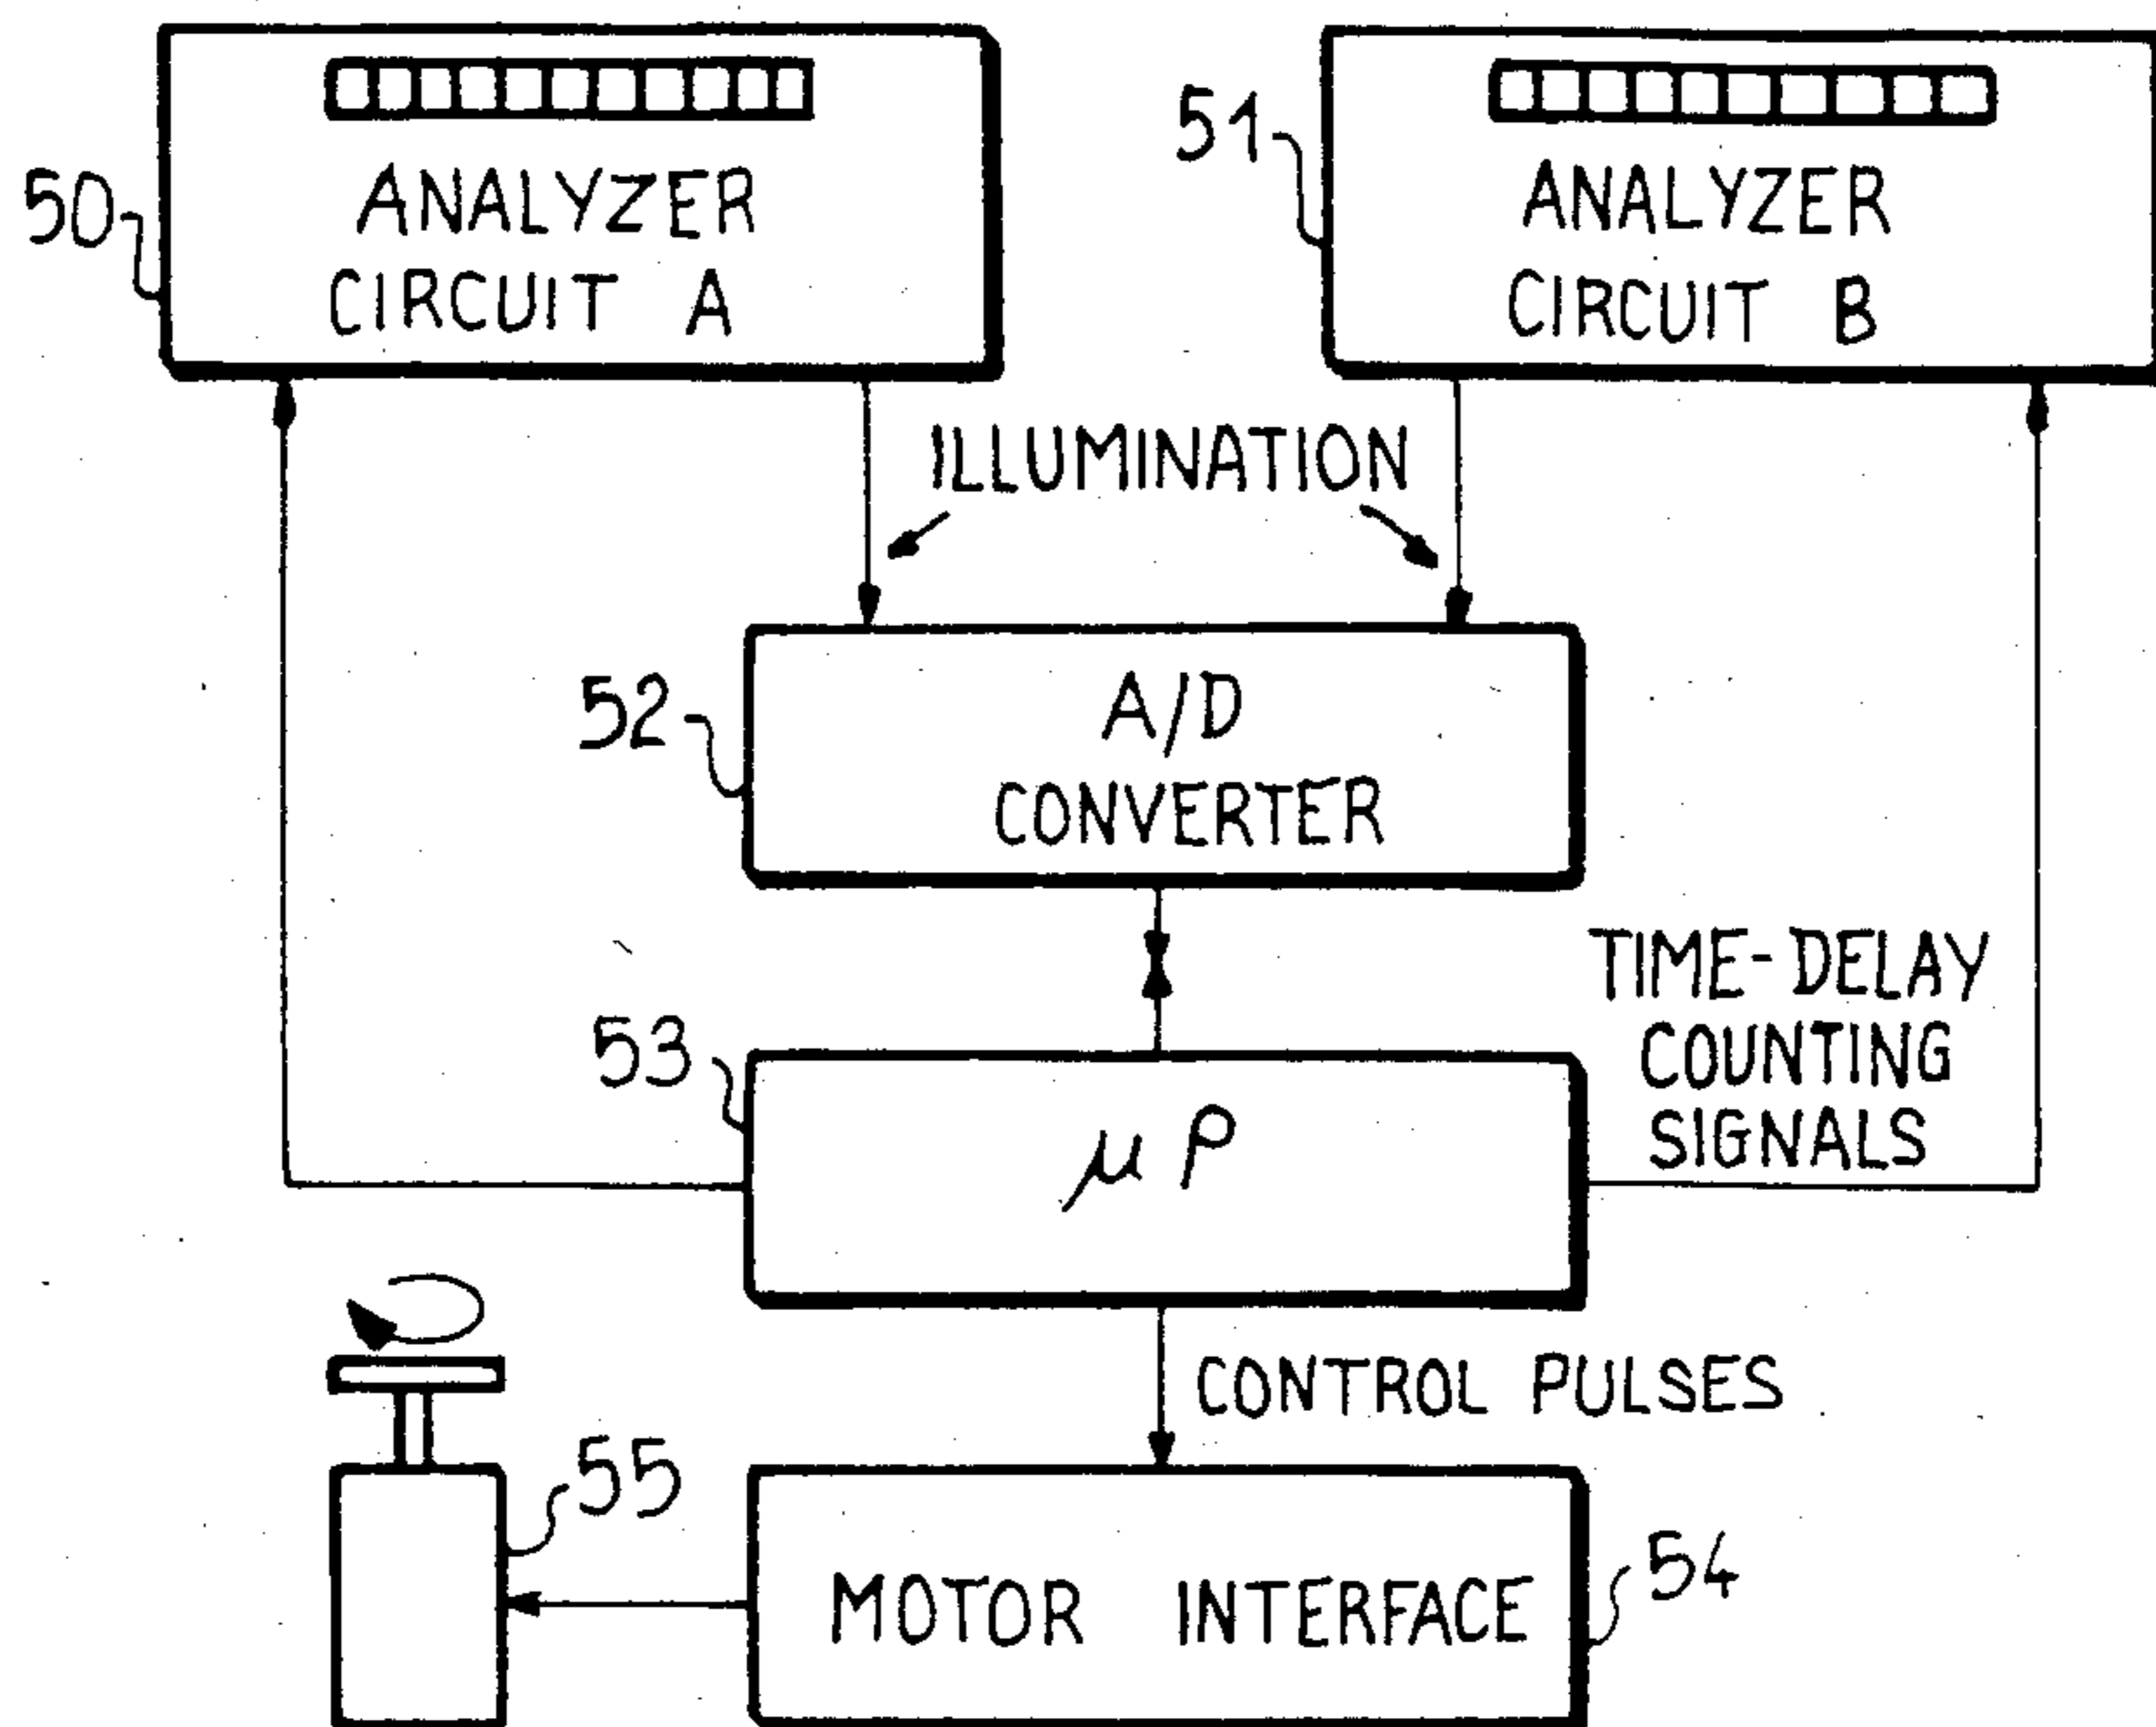 50
ANALYZER
CIRCUIT A
51
ANALYZER
CIRCUIT B
ILLUMINATION
52
A/D
CONVERTER
53
μP
TIME-DELAY
COUNTING
SIGNALS
CONTROL PULSES
55
MOTOR INTERFACE
54